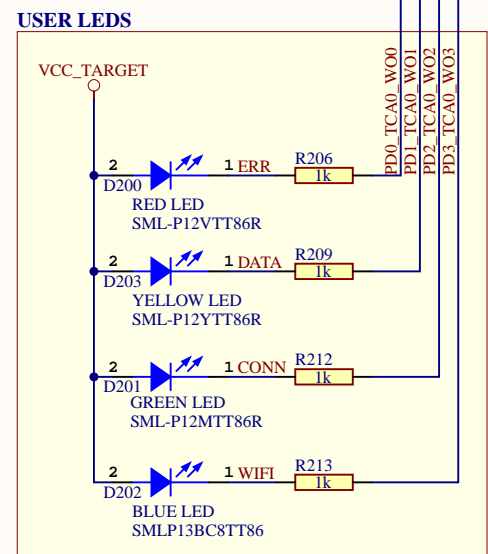 USER LEDS
VCC_TARGET
PD0_TCA0_WO0
PD1_TCA0_WO1
PD2_TCA0_WO2
PD3_TCA0_WO3
2
D200
1
ERR
R206
1k
RED LED
SML-P12VTT86R
2
D203
1
DATA
R209
1k
YELLOW LED
SML-P12YTT86R
2
D201
1
CONN
R212
1k
GREEN LED
SML-P12MTT86R
2
D202
1
WIFI
R213
1k
BLUE LED
SMLP13BC8TT86